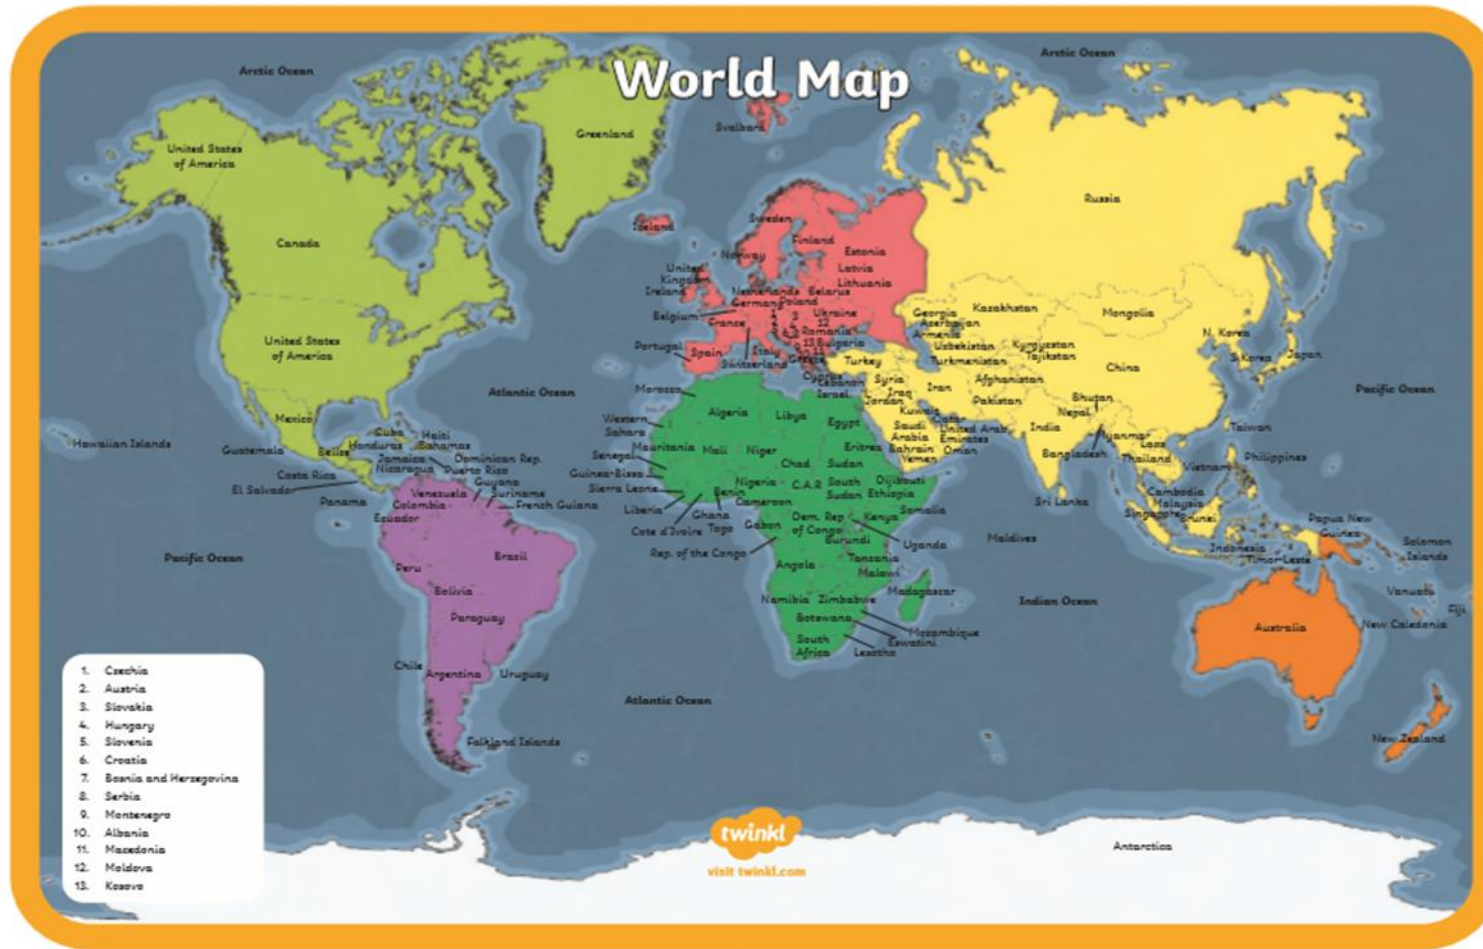 World Map
Arctic Ocean
Arctic Ocean
Greenland
Svalbard
United States
of America
Canada
Iceland
Russia
Sweden
Finland
Norway
Estonia
Latvia
Lithuania
United
Kingdom
Ireland
Netherlands
Belarus
Germany
Poland
Belgium
Ukraine
France
Romania
Bulgaria
Portugal
Spain
Italy
Switzerland
Greece
Georgia
Azerbaijan
Armenia
Kazakhstan
Mongolia
Uzbekistan
Kyrgyzstan
Turkmenistan
Tajikistan
N. Korea
S. Korea
Japan
United States
of America
Turkey
China
Cyprus
Lebanon
Israel
Syria
Iraq
Jordan
Iran
Afghanistan
Pakistan
Kuwait
Bhutan
Nepal
Atlantic Ocean
Pacific Ocean
Morocco
Algeria
Libya
Egypt
Western
Sahara
Mexico
Hawaiian Islands
Cuba
Haiti
Bahamas
Guatemala
Belize
Honduras
Jamaica
Dominican Rep.
Nicaragua
Puerto Rico
Costa Rica
El Salvador
Panama
Mauritania
Mali
Niger
Chad
Sudan
Eritrea
Senegal
Guinea-Bissa
Sierra Leone
Liberia
Cote d'Ivoire
Ghana
Togo
Benin
Nigeria
Cameroon
C.A.R
South
Sudan
Djibouti
Ethiopia
Somalia
Saudi
Arabia
Qatar
United Arab
Emirates
Bahrain
Oman
Yemen
India
Bangladesh
Myanmar
Laos
Thailand
Vietnam
Taiwan
Philippines
Sri Lanka
Cambodia
Malaysia
Singapore
Brunei
Guyana
Suriname
French Guiana
Venezuela
Colombia
Ecuador
Gabon
Rep. of the Congo
Dem. Rep
of Congo
Kenya
Uganda
Burundi
Tanzania
Maldives
Indonesia
Timor-Leste
Papua New
Guinea
Solomon
Islands
Pacific Ocean
Brazil
Peru
Bolivia
Paraguay
Angola
Malawi
Namibia
Zimbabwe
Madagascar
Botswana
Mozambique
Eswatini
Lesotho
South
Africa
Indian Ocean
Australia
Vanuatu
Fiji
New Caledonia
Chile
Argentina
Uruguay
Atlantic Ocean
Falkland Islands
New Zealand
1. Czechia
2. Austria
3. Slovakia
4. Hungary
5. Slovenia
6. Croatia
7. Bosnia and Herzegovina
8. Serbia
9. Montenegro
10. Albania
11. Macedonia
12. Moldova
13. Kosovo
twinkl
visit twinkl.com
Antarctica